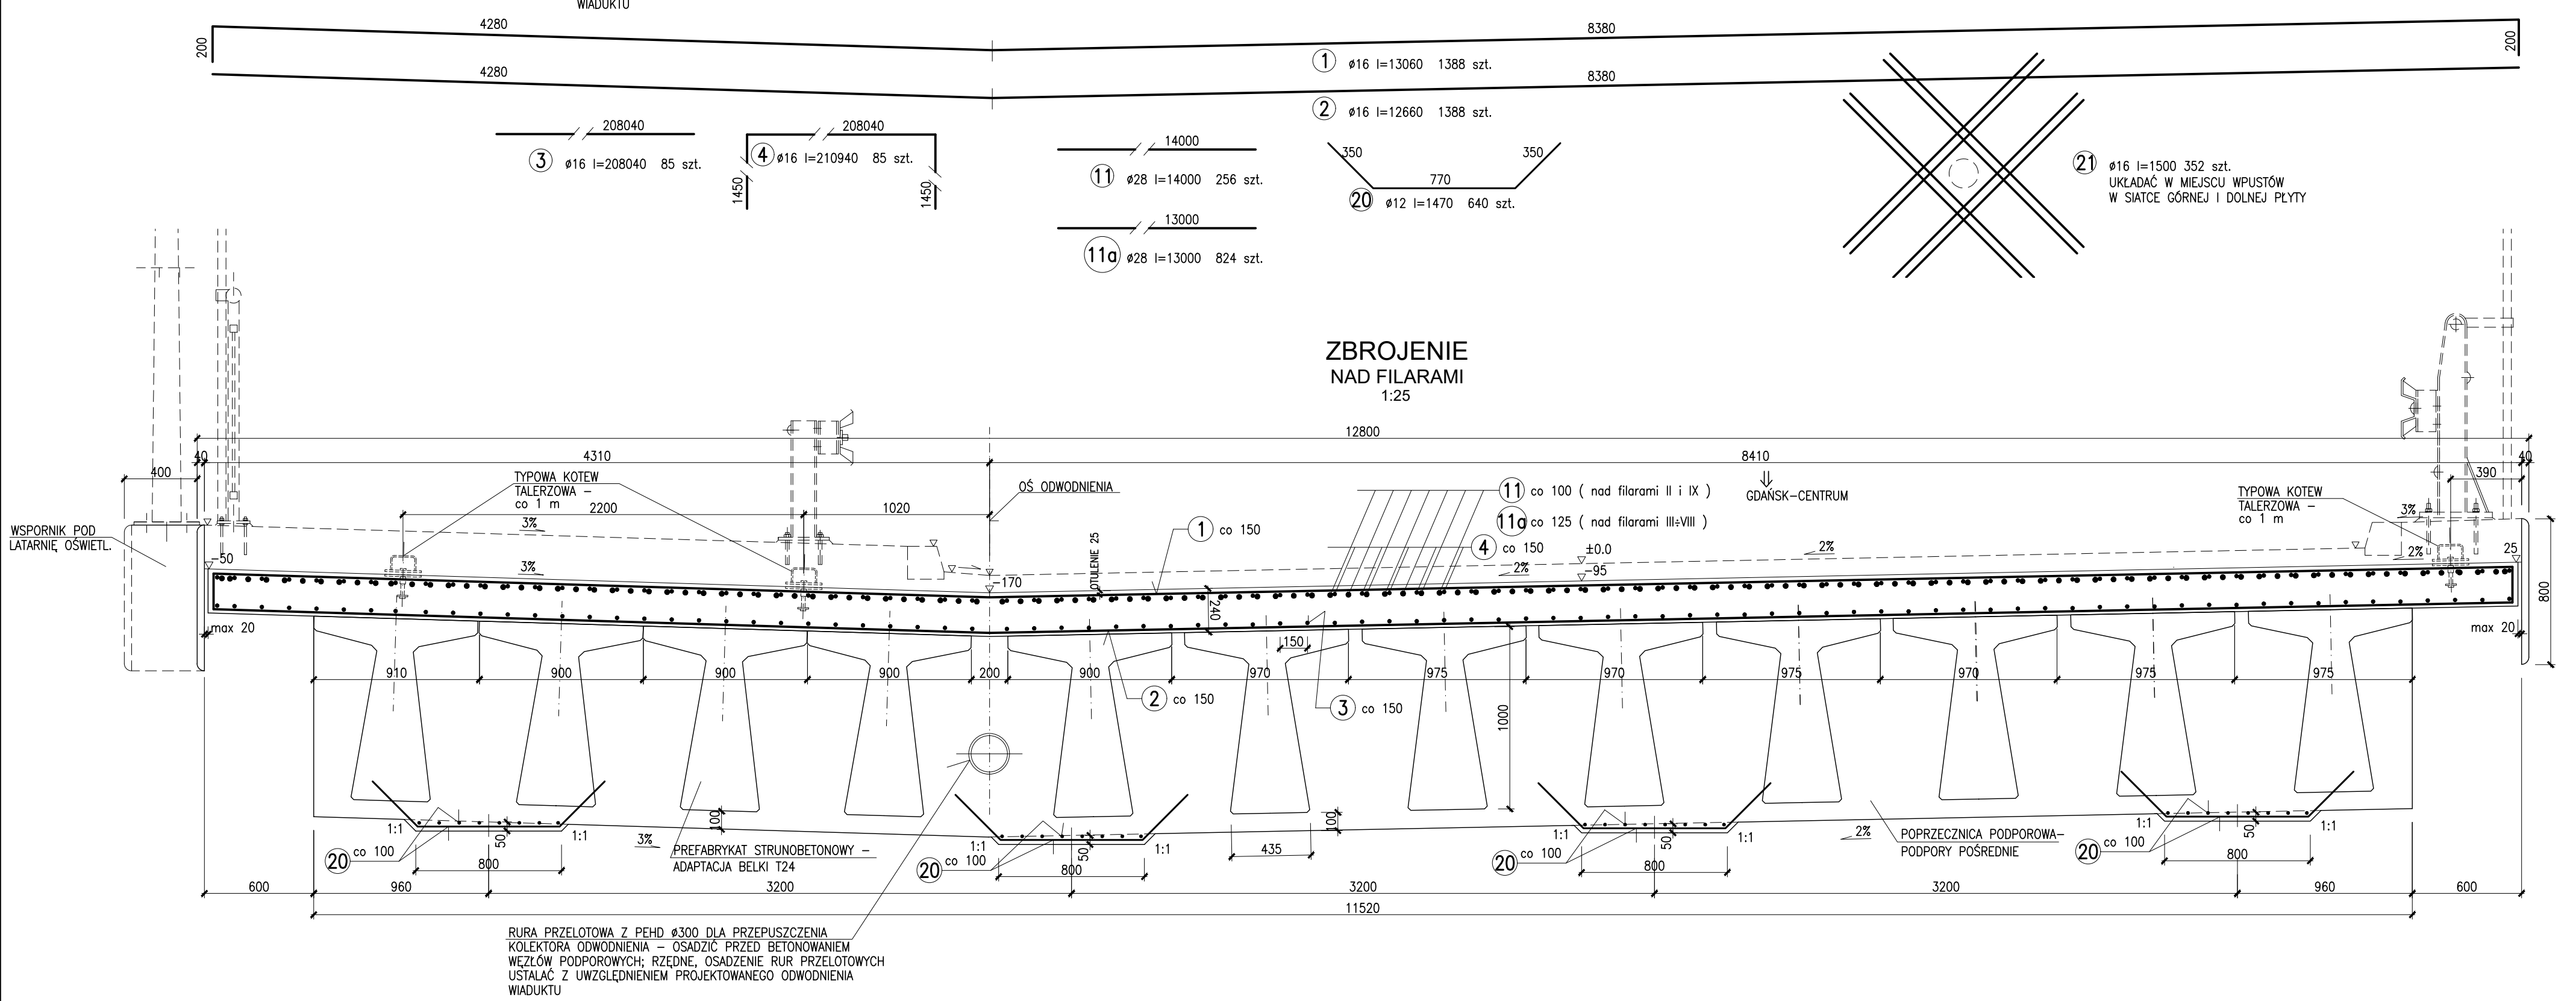 WIADUKTU
4280
8380
200
200
1 ø16 l=13060 1388 szt.
4280
8380
2 ø16 l=12660 1388 szt.
208040
3 ø16 l=208040 85 szt.
208040
4 ø16 l=210940 85 szt.
1450
1450
14000
11 ø28 l=14000 256 szt.
13000
11a ø28 l=13000 824 szt.
350
350
770
20 ø12 l=1470 640 szt.
21 ø16 l=1500 352 szt.
UKŁADAĆ W MIEJSCU WPUSTÓW
W SIATCE GÓRNEJ I DOLNEJ PŁYTY
ZBROJENIE
NAD FILARAMI
1:25
12800
40
4310
8410
40
400
390
TYPOWA KOTEW
TALERZOWA –
co 1 m
2200
1020
OŚ ODWODNIENIA
11 co 100 ( nad filarami II i IX )
11a co 125 ( nad filarami III÷VIII )
4 co 150
GDAŃSK-CENTRUM
TYPOWA KOTEW
TALERZOWA –
co 1 m
WSPORNIK POD
LATARNIĘ OŚWIETL.
3%
3%
1 co 150
OTULENIE 25
±0.0
-95
2%
2%
2%
3%
25
-50
-170
240
800
max 20
max 20
150
910
900
900
900
200
900
970
975
970
975
970
975
975
2 co 150
3 co 150
1000
100
100
1:1
1:1
50
20 co 100
800
3%
PREFABRYKAT STRUNOBETONOWY –
ADAPTACJA BELKI T24
1:1
1:1
50
20 co 100
800
435
1:1
1:1
50
20 co 100
800
2%
POPRZECZNICA PODPOROWA–
PODPORY POŚREDNIE
1:1
1:1
50
20 co 100
800
600
960
3200
3200
3200
960
600
11520
RURA PRZELOTOWA Z PEHD ø300 DLA PRZEPUSZCZENIA
KOLEKTORA ODWODNIENIA – OSADZIĆ PRZED BETONOWANIEM
WĘZŁÓW PODPOROWYCH; RZĘDNE, OSADZENIE RUR PRZELOTOWYCH
USTALAĆ Z UWZGLĘDNIENIEM PROJEKTOWANEGO ODWODNIENIA
WIADUKTU